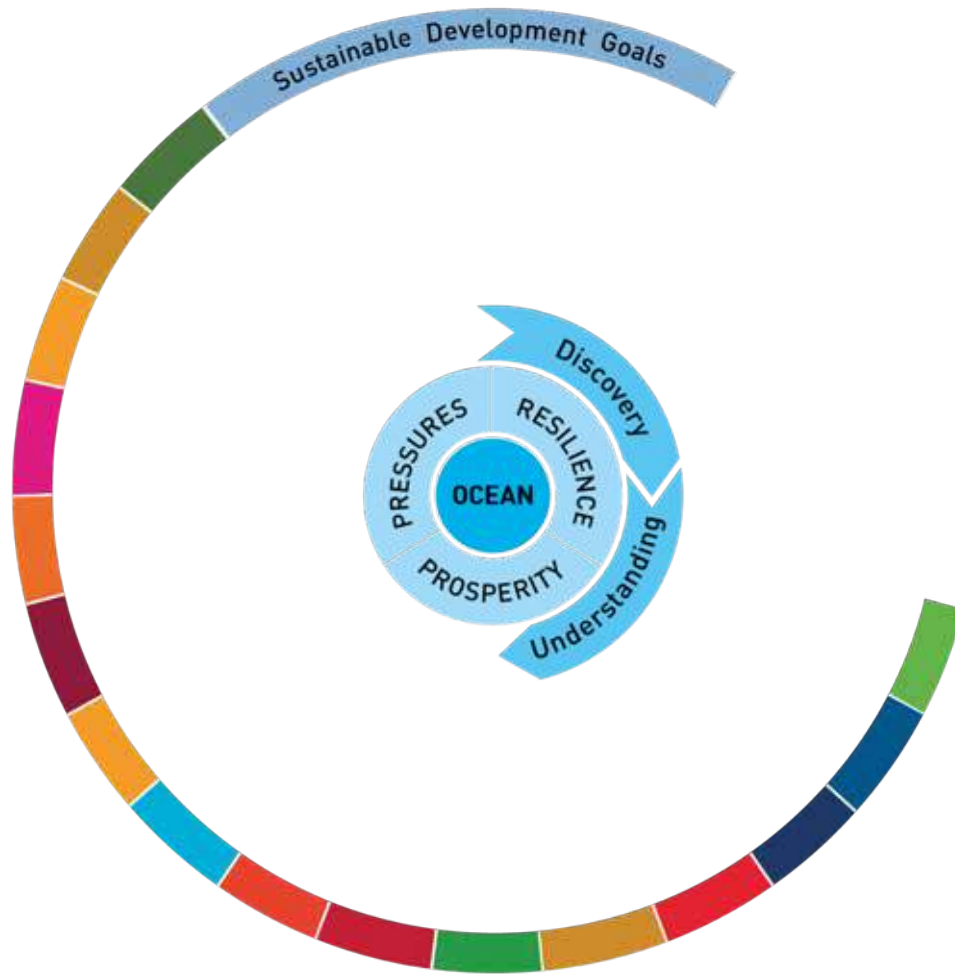 Sustainable Development Goals
Discovery
PRESSURES
RESILIENCE
OCEAN
PROSPERITY
Understanding